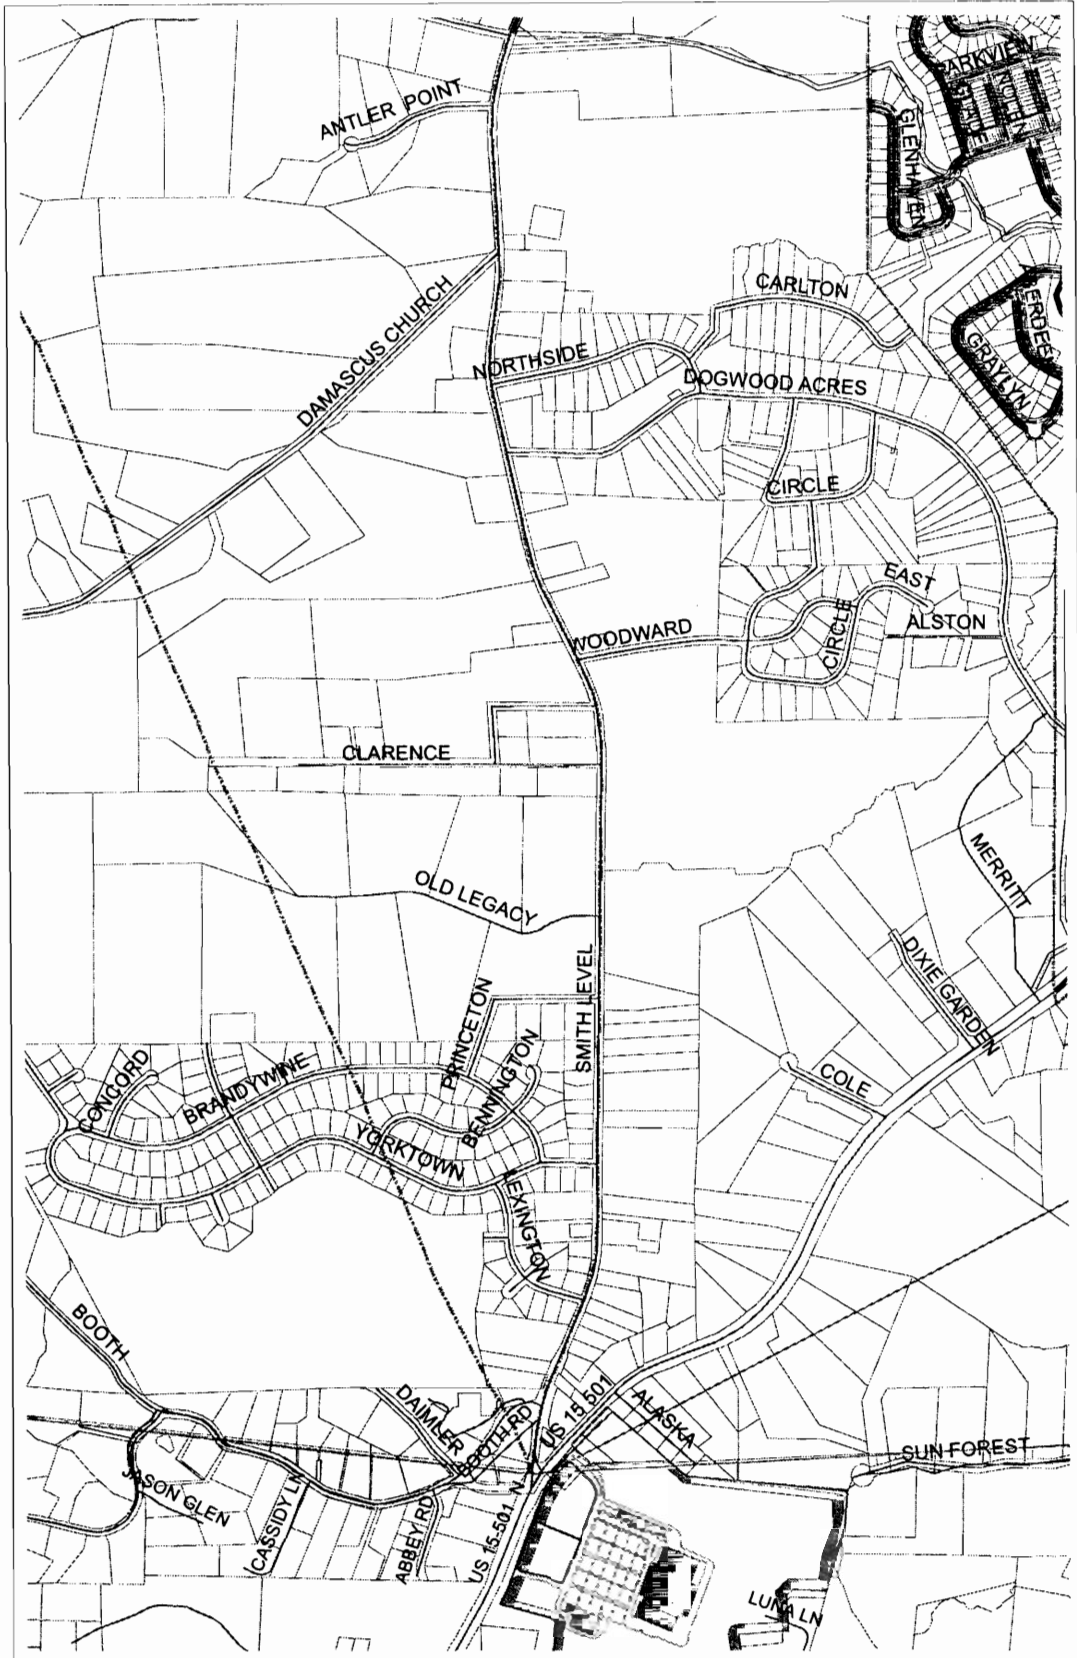 PARKVIEW
ANTLER POINT
GLENHAVEN
CARLTON
DAMASCUS CHURCH
NORTHSIDE
GRAYLYN
DOGWOOD ACRES
CIRCLE
EAST
CIRCLE
ALSTON
WOODWARD
CLARENCE
MERRITT
OLD LEGACY
DIXIE GARDEN
SMITH LEVEL
PRINCETON
BENNINGTON
CONCORD
BRANDYWINE
COLE
YORKTOWN
LEXINGTON
BOOTH
DAIMLER
BOOTH RD
US 15 501
ALASKA
SUN FOREST
JASON GLEN
CASSIDY LN
ABBEY RD
US 15-501 N
LUNA LN